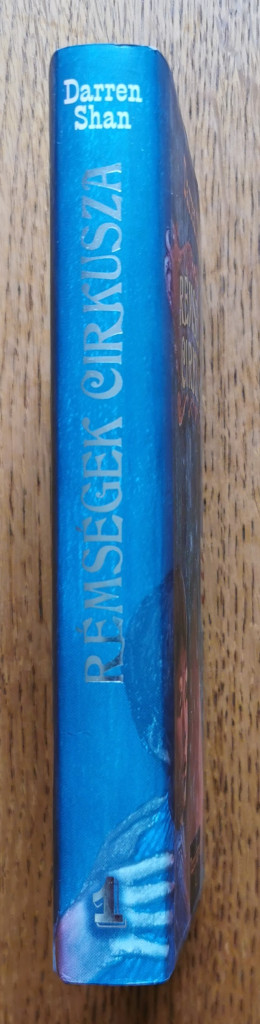 Darren
Shan
RÉMSÉGEK CIRKUSZA
1